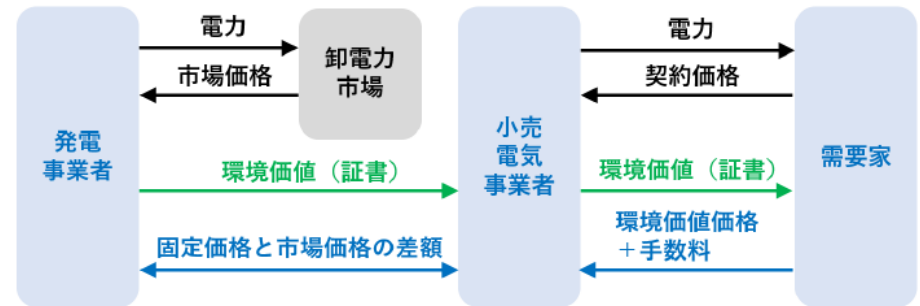 電力
市場価格
卸電力
市場
電力
契約価格
発電
事業者
小売
電気
事業者
需要家
環境価値（証書）
環境価値（証書）
固定価格と市場価格の差額
環境価値価格
＋手数料